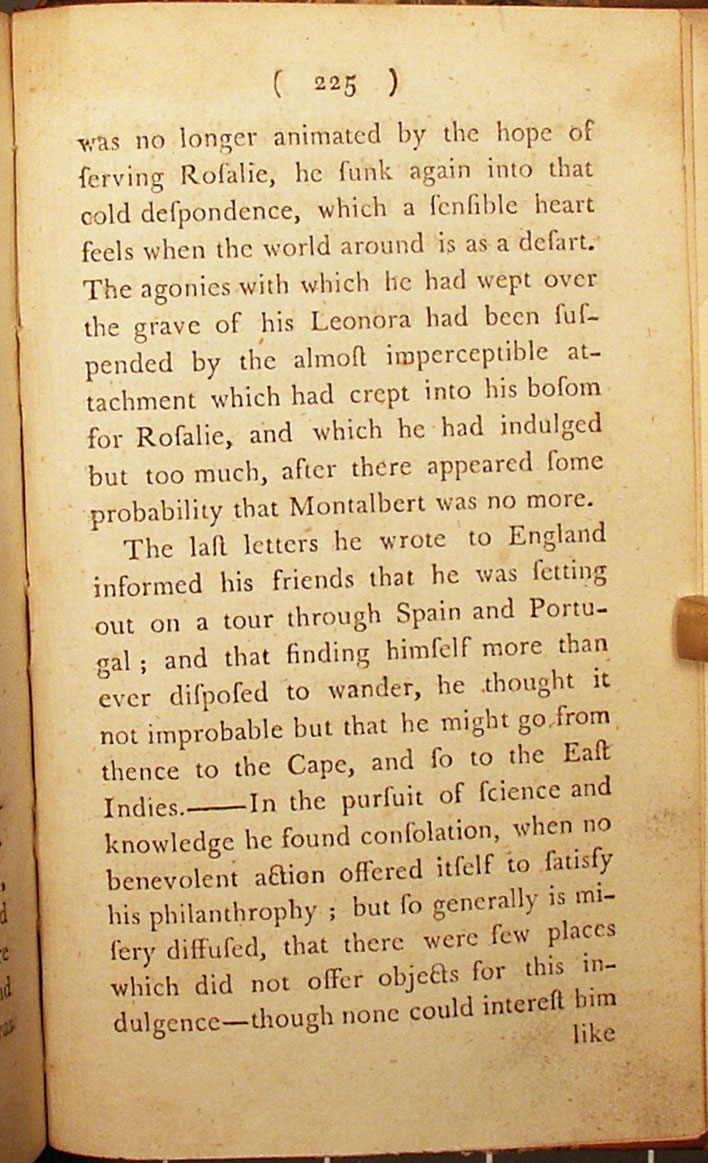 ( 225 )
was no longer animated by the hope of
ſerving Roſalie, he ſunk again into that
cold deſpondence, which a ſenſible heart
feels when the world around is as a deſart.
The agonies with which he had wept over
the grave of his Leonora had been ſuſ-
pended by the almoſt imperceptible at-
tachment which had crept into his boſom
for Roſalie, and which he had indulged
but too much, after there appeared ſome
probability that Montalbert was no more.
The laſt letters he wrote to England
informed his friends that he was ſetting
out on a tour through Spain and Portu-
gal ; and that finding himſelf more than
ever diſpoſed to wander, he thought it
not improbable but that he might go from
thence to the Cape, and ſo to the Eaſt
Indies.——In the purſuit of ſcience and
knowledge he found conſolation, when no
benevolent action offered itſelf to ſatisfy
his philanthrophy ; but ſo generally is mi-
ſery diffuſed, that there were few places
which did not offer objects for this in-
dulgence—though none could intereſt him
like